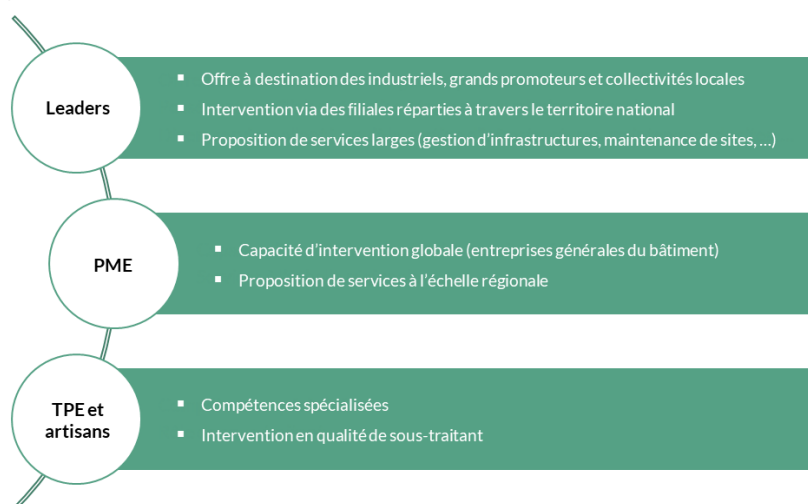 Leaders
▪ Offre à destination des industriels, grands promoteurs et collectivités locales
▪ Intervention via des filiales réparties à travers le territoire national
▪ Proposition de services larges (gestion d’infrastructures, maintenance de sites, …)
PME
▪ Capacité d’intervention globale (entreprises générales du bâtiment)
▪ Proposition de services à l’échelle régionale
TPE et
artisans
▪ Compétences spécialisées
▪ Intervention en qualité de sous-traitant